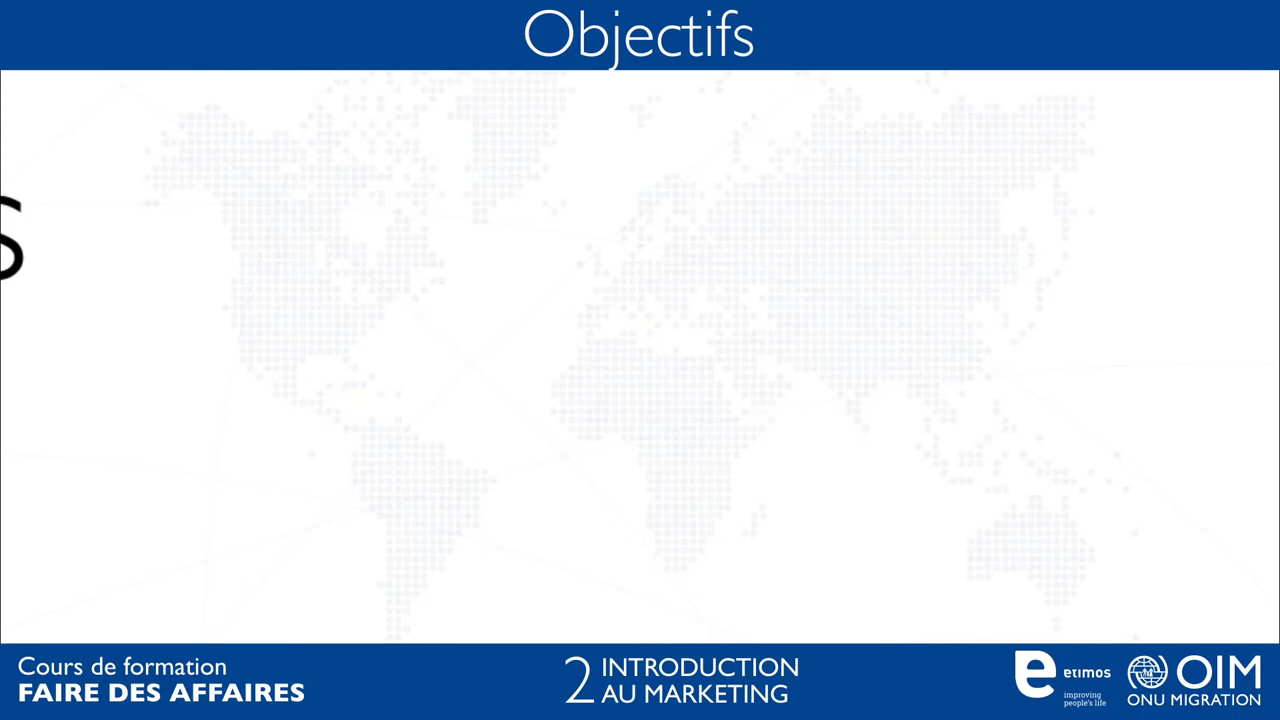 Objectifs
s
Cours de formation
FAIRE DES AFFAIRES
2 INTRODUCTION
AU MARKETING
e etimos
improving
people's life
OIM
ONU MIGRATION